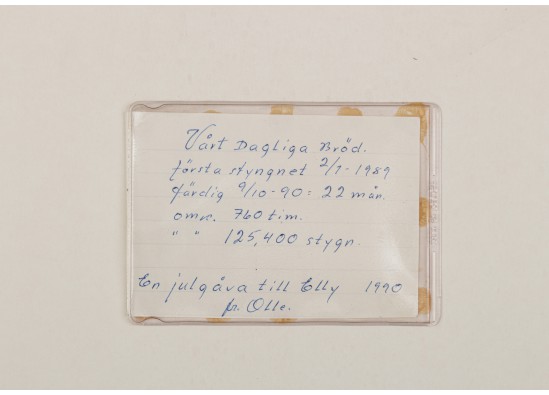 Vårt Dagliga Bröd.
första styngnet 2/1-1989
färdig 9/10-90 = 22 mån.
omkr. 760 tim.
" " 125,400 stygn.
En julgåva till Elly 1990
fr. Olle.